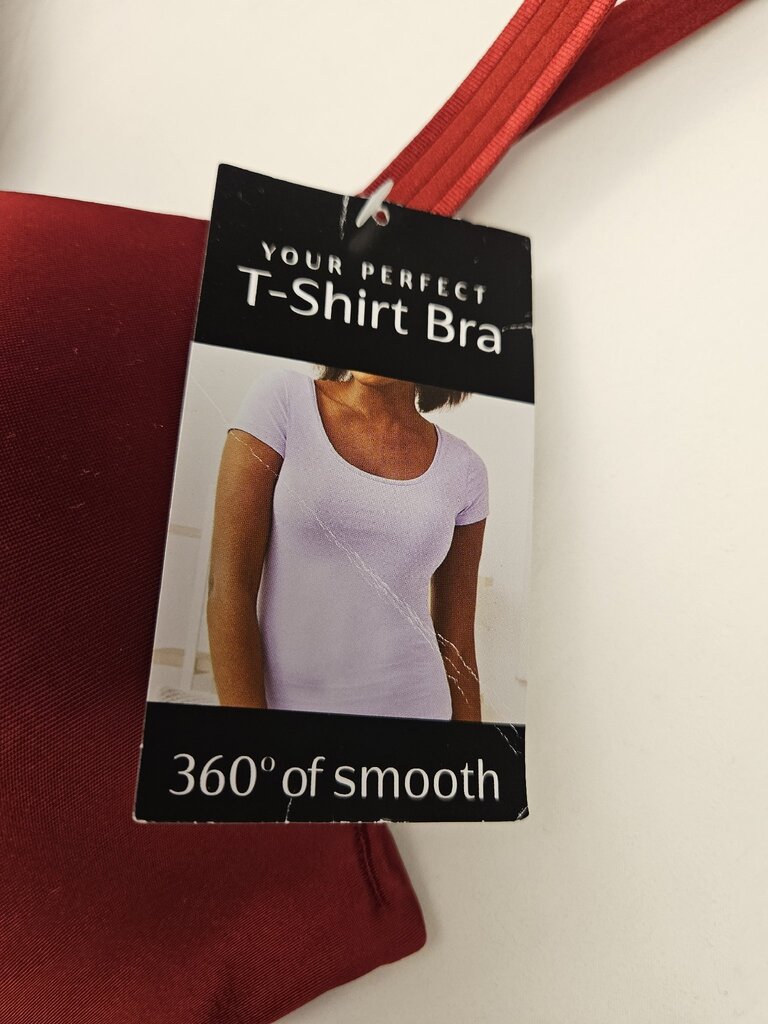 YOUR PERFECT
T-Shirt Bra
360° of smooth